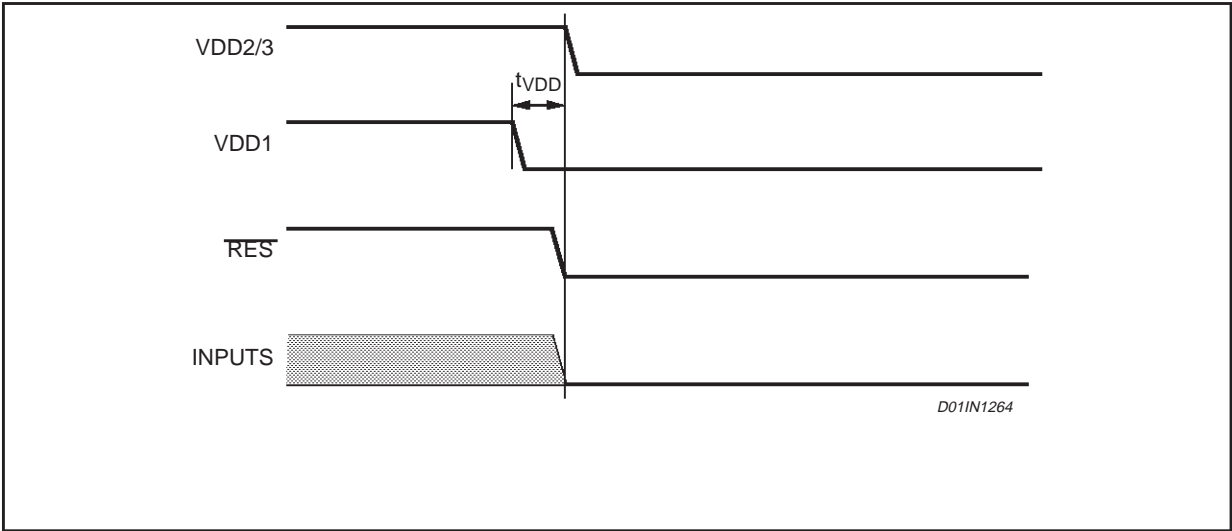 VDD2/3
tVDD
VDD1
RES
INPUTS
D01IN1264